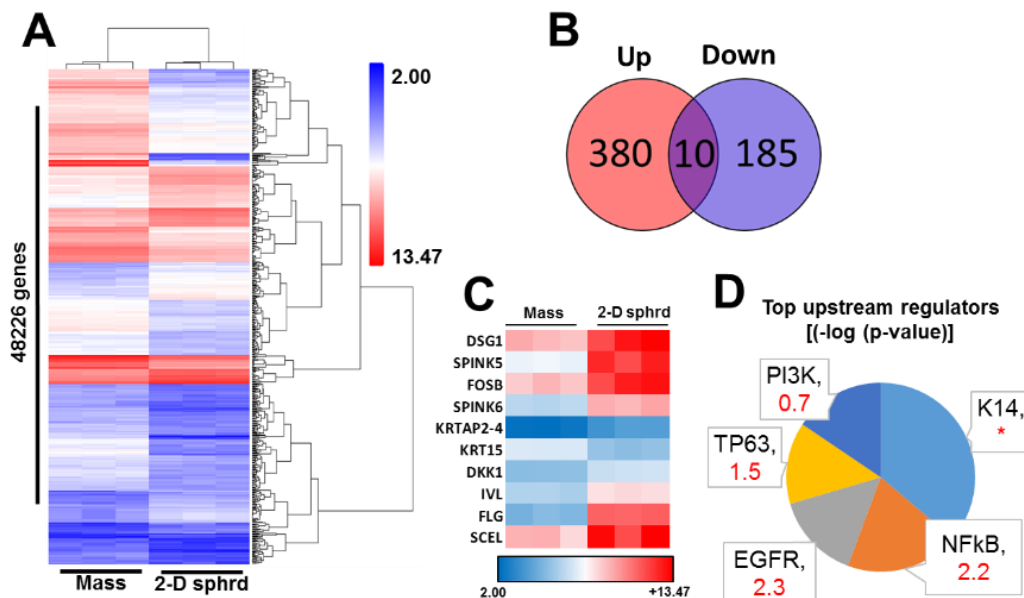 A
2.00
13.47
48226 genes
Mass
2-D sphrd
B
Up
Down
380
10
185
C
Mass
2-D sphrd
DSG1
SPINK5
FOSB
SPINK6
KRTAP2-4
KRT15
DKK1
IVL
FLG
SCEL
2.00
+13.47
D
Top upstream regulators
[(-log (p-value)]
PI3K,
0.7
K14,
*
TP63,
1.5
EGFR,
2.3
NFkB,
2.2